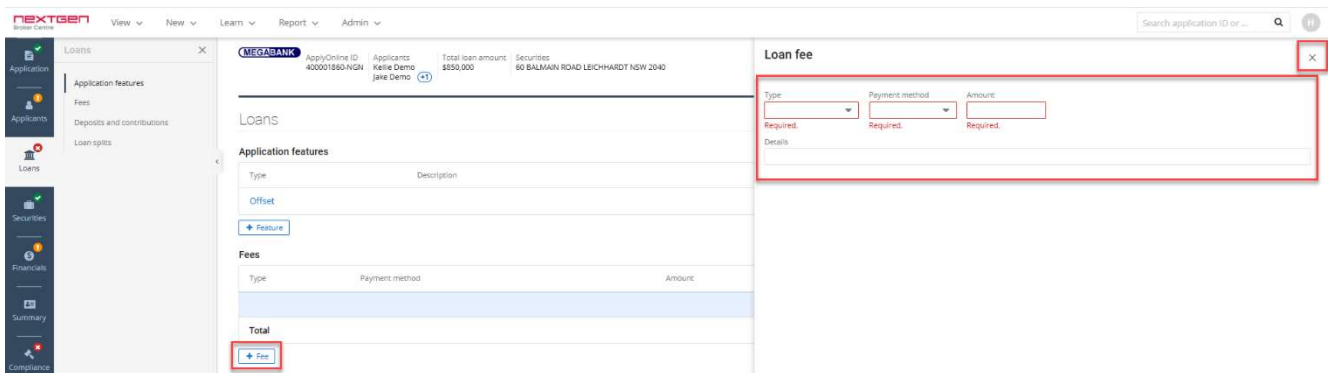 nextgen
Broker Centre
View New Learn Report Admin
Search application ID or ...
H
Application
Applicants
Loans
Securities
Financials
Summary
Compliance
Loans
Application features
Fees
Deposits and contributions
Loan splits
MEGABANK
ApplyOnline ID Applicants Total loan amount Securities
400001860-NGN Kellie Demo $850,000 60 BALMAIN ROAD LEICHHARDT NSW 2040
Jake Demo +1
Loans
Application features
Type Description
Offset
+ Feature
Fees
Type Payment method Amount
Total
+ Fee
Loan fee
Type Payment method Amount
Required. Required. Required.
Details